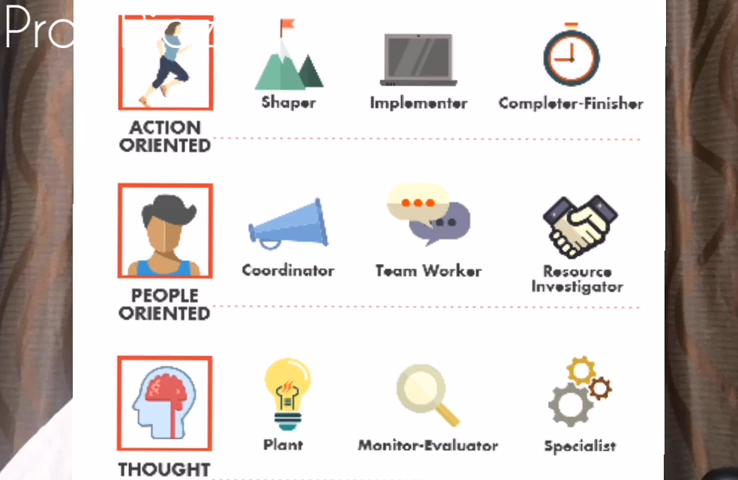 Shaper
Implementer
Completer-Finisher
ACTION
ORIENTED
Coordinator
Team Worker
Resource
Investigator
PEOPLE
ORIENTED
Plant
Monitor-Evaluator
Specialist
THOUGHT